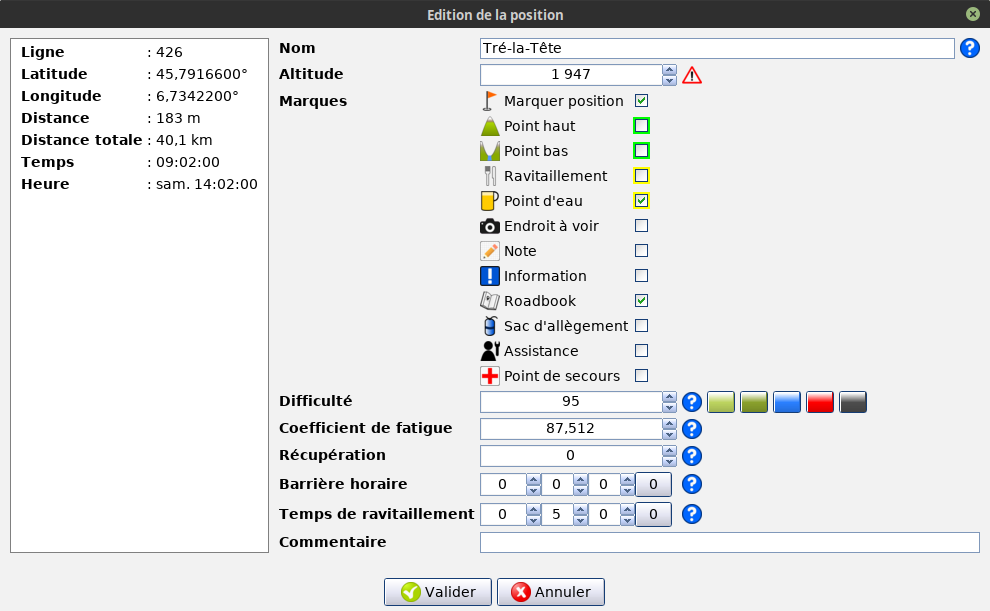 Edition de la position
Ligne : 426
Latitude : 45,7916600°
Longitude : 6,7342200°
Distance : 183 m
Distance totale : 40,1 km
Temps : 09:02:00
Heure : sam. 14:02:00
Nom Tré-la-Tête
Altitude 1 947
Marques Marquer position
Point haut
Point bas
Ravitaillement
Point d'eau
Endroit à voir
Note
Information
Roadbook
Sac d'allègement
Assistance
Point de secours
Difficulté 95
Coefficient de fatigue 87,512
Récupération 0
Barrière horaire 0 0 0 0
Temps de ravitaillement 0 5 0 0
Commentaire
Valider Annuler